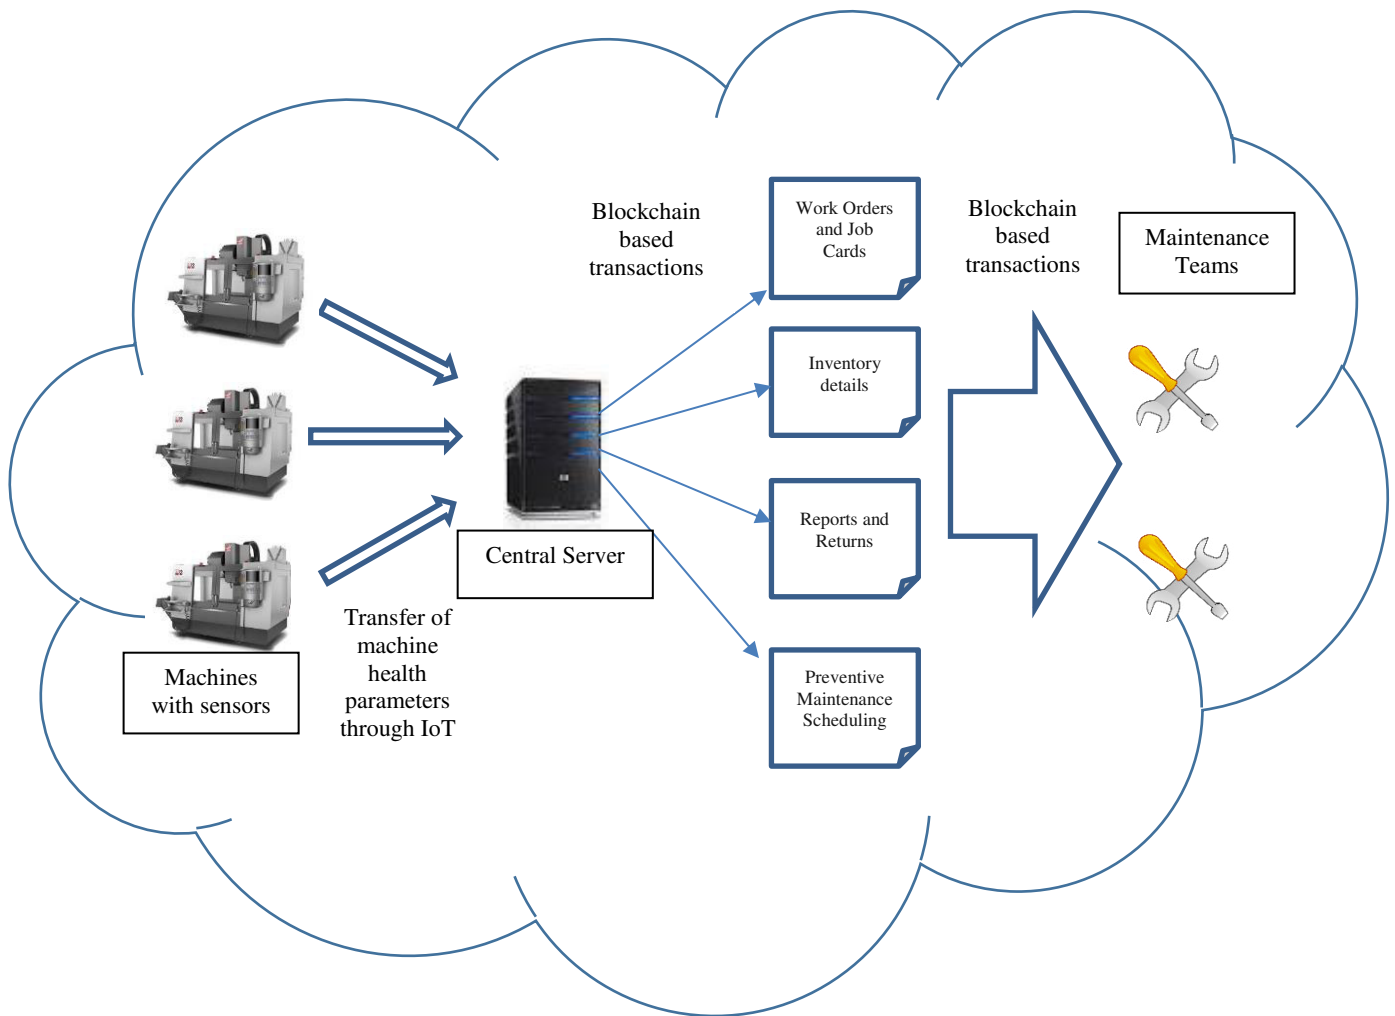 Blockchain
based
transactions
Work Orders
and Job
Cards
Blockchain
based
transactions
Maintenance
Teams
Inventory
details
Reports and
Returns
Central Server
Transfer of
machine
health
parameters
through IoT
Machines
with sensors
Preventive
Maintenance
Scheduling